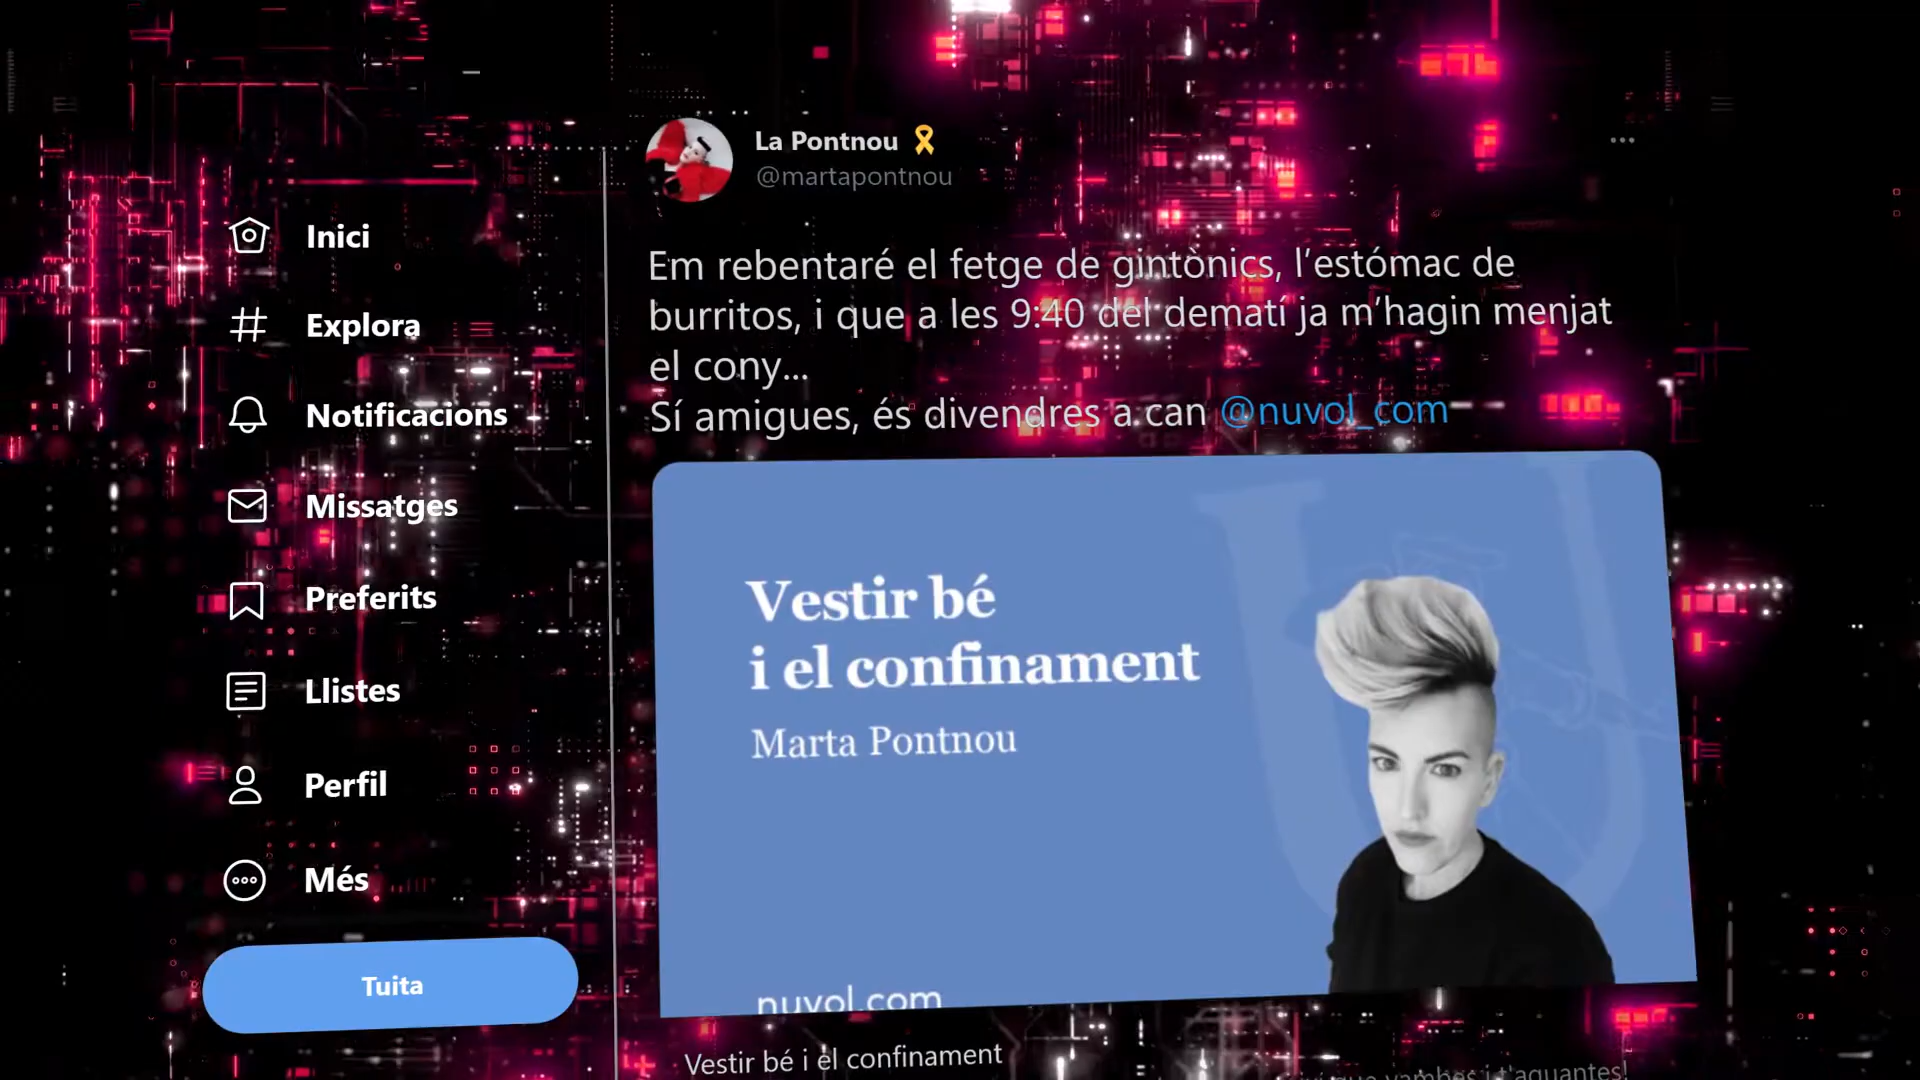 La Pontnou
@martapontnou
Em rebentaré el fetge de gintònics, l’estómac de
burritos, i que a les 9:40 del dematí ja m’hagin menjat
el cony...
Sí amigues, és divendres a can @nuvol_com
Inici
Explora
Notificacions
Missatges
Preferits
Llistes
Perfil
Més
Tuita
Vestir bé
i el confinament
Marta Pontnou
nuvol.com
Vestir bé i el confinament
i t'aguantes!